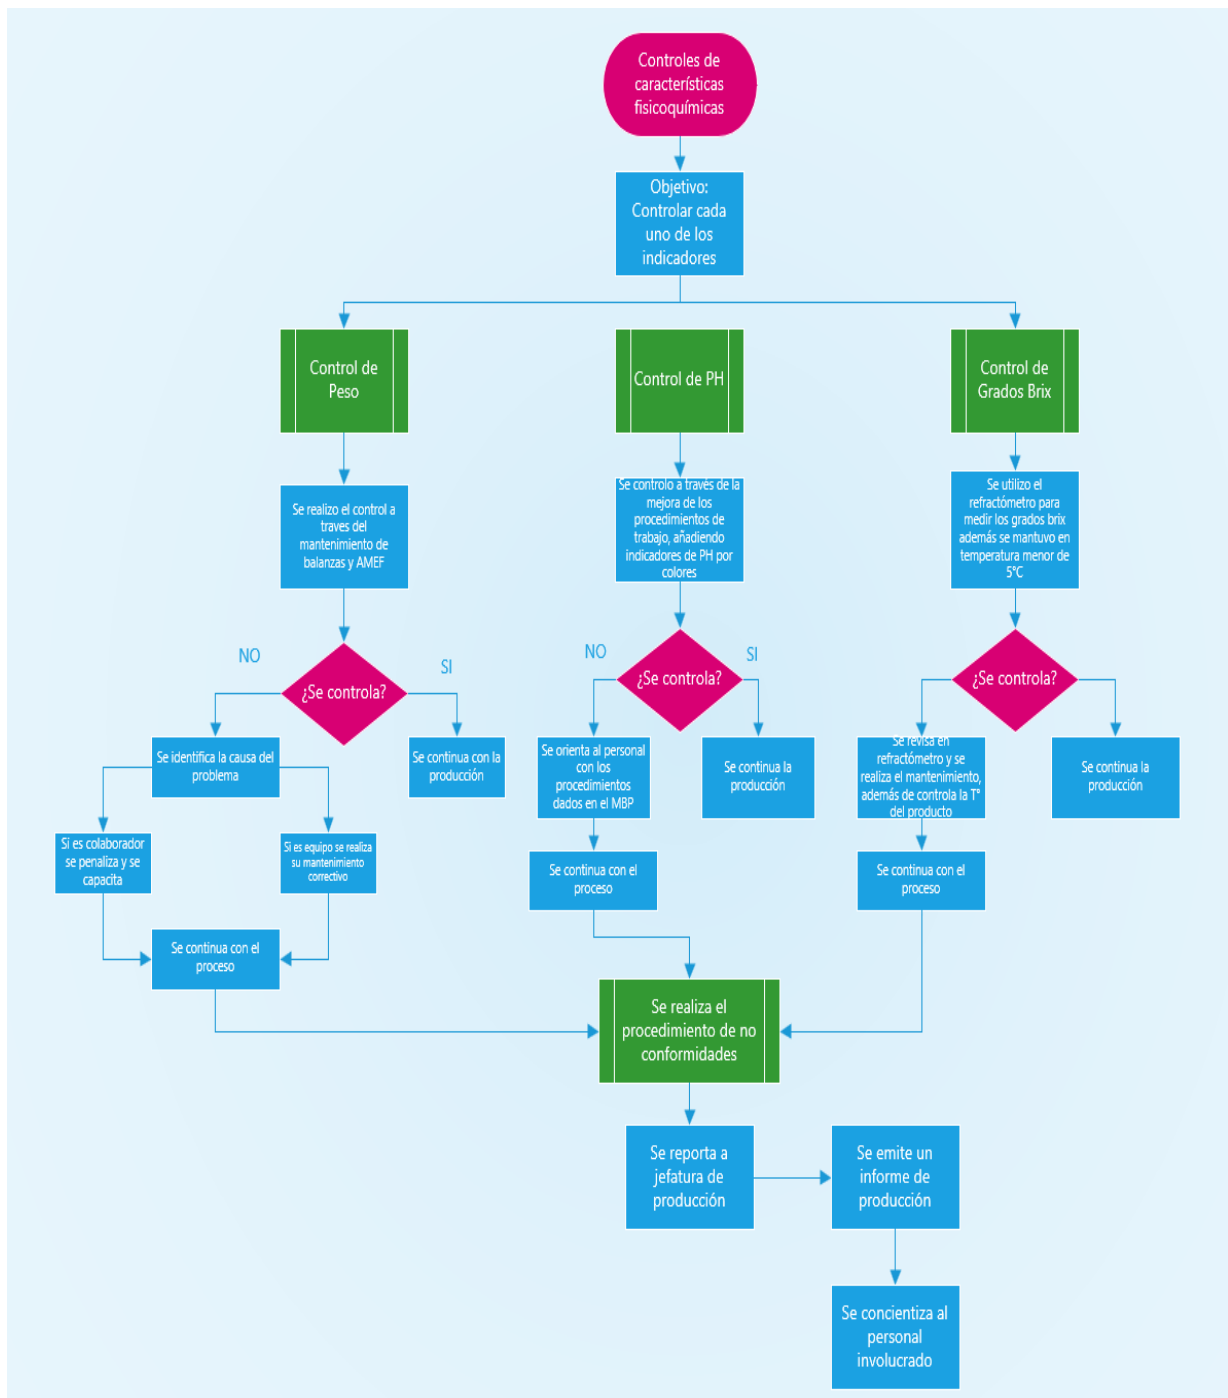 Controles de
características
fisicoquímicas
Objetivo:
Controlar cada
uno de los
indicadores
Control de
Peso
Control de PH
Control de
Grados Brix
Se realizo el control a
traves del
mantenimiento de
balanzas y AMEF
Se controlo a través de la
mejora de los
procedimientos de
trabajo, añadiendo
indicadores de PH por
colores
Se utilizo el
refractómetro para
medir los grados brix
además se mantuvo en
temperatura menor de
5°C
NO
¿Se controla?
SI
NO
¿Se controla?
SI
¿Se controla?
Se identifica la causa del
problema
Se continua con la
producción
Se orienta al personal
con los
procedimientos
dados en el MBP
Se continua la
producción
Se revisa en
refractómetro y se
realiza el mantenimiento,
además de controla la T°
del producto
Se continua la
producción
Si es colaborador
se penaliza y se
capacita
Si es equipo se realiza
su mantenimiento
correctivo
Se continua con el
proceso
Se continua con el
proceso
Se continua con el
proceso
Se realiza el
procedimiento de no
conformidades
Se reporta a
jefatura de
producción
Se emite un
informe de
producción
Se concientiza al
personal
involucrado